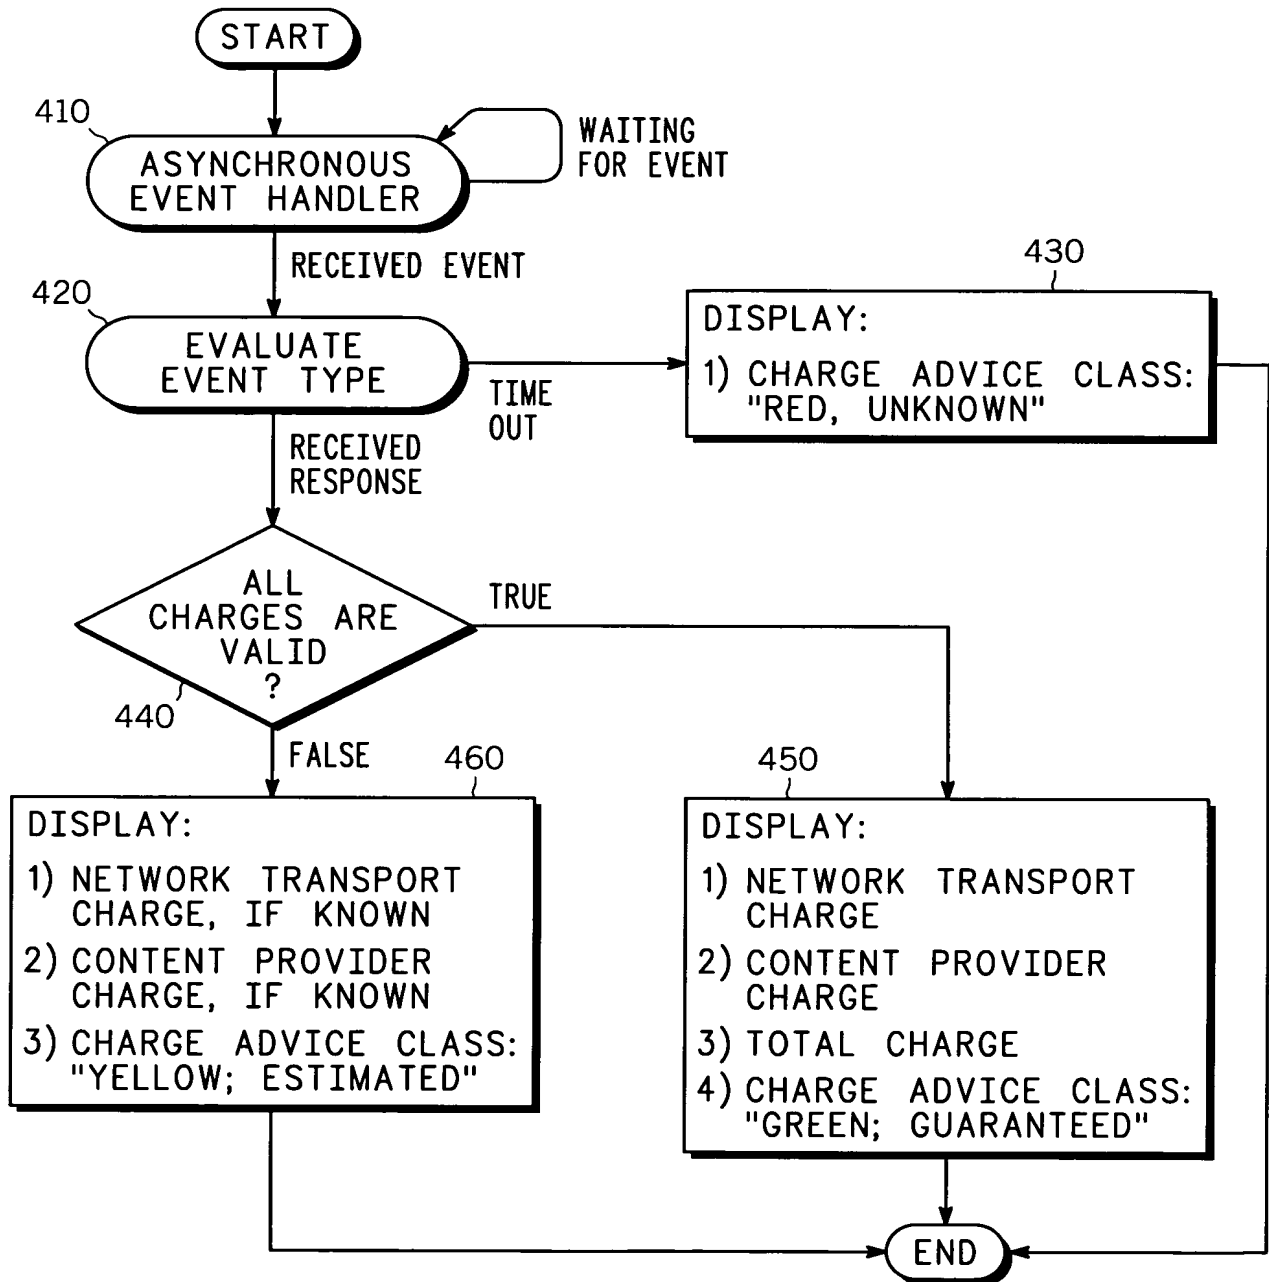 START
410
ASYNCHRONOUS
EVENT HANDLER
WAITING
FOR EVENT
RECEIVED EVENT
420
EVALUATE
EVENT TYPE
TIME
OUT
430
DISPLAY:
1) CHARGE ADVICE CLASS:
"RED, UNKNOWN"
RECEIVED
RESPONSE
ALL
CHARGES ARE
VALID
?
440
TRUE
FALSE
460
DISPLAY:
1) NETWORK TRANSPORT
CHARGE, IF KNOWN
2) CONTENT PROVIDER
CHARGE, IF KNOWN
3) CHARGE ADVICE CLASS:
"YELLOW; ESTIMATED"
450
DISPLAY:
1) NETWORK TRANSPORT
CHARGE
2) CONTENT PROVIDER
CHARGE
3) TOTAL CHARGE
4) CHARGE ADVICE CLASS:
"GREEN; GUARANTEED"
END